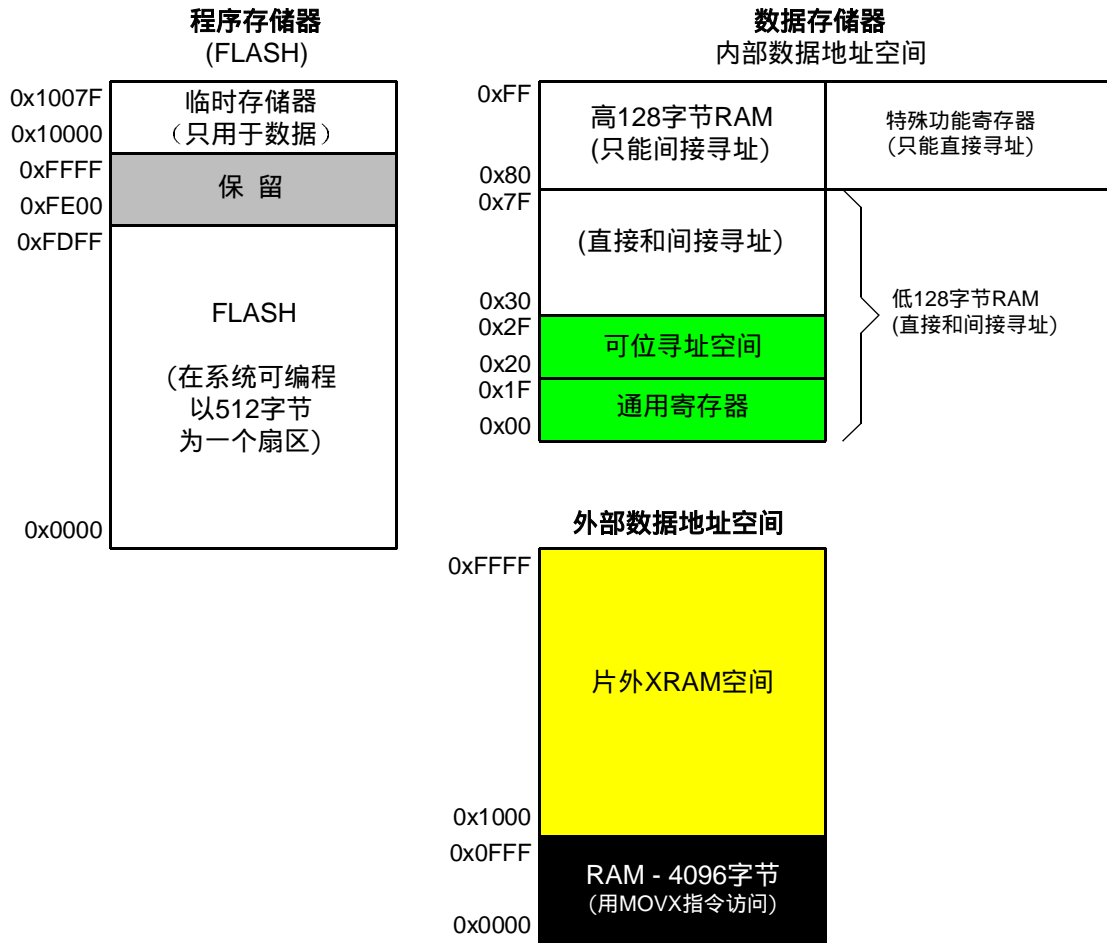 程序存储器
(FLASH)
0x1007F
临时存储器
0x10000
（只用于数据）
0xFFFF
保 留
0xFE00
0xFDFF
FLASH
(在系统可编程
以512字节
为一个扇区)
0x0000
数据存储器
内部数据地址空间
0xFF
高128字节RAM
(只能间接寻址)
特殊功能寄存器
(只能直接寻址)
0x80
0x7F
(直接和间接寻址)
0x30
低128字节RAM
(直接和间接寻址)
0x2F
可位寻址空间
0x20
0x1F
通用寄存器
0x00
外部数据地址空间
0xFFFF
片外XRAM空间
0x1000
0x0FFF
RAM - 4096字节
(用MOVX指令访问)
0x0000